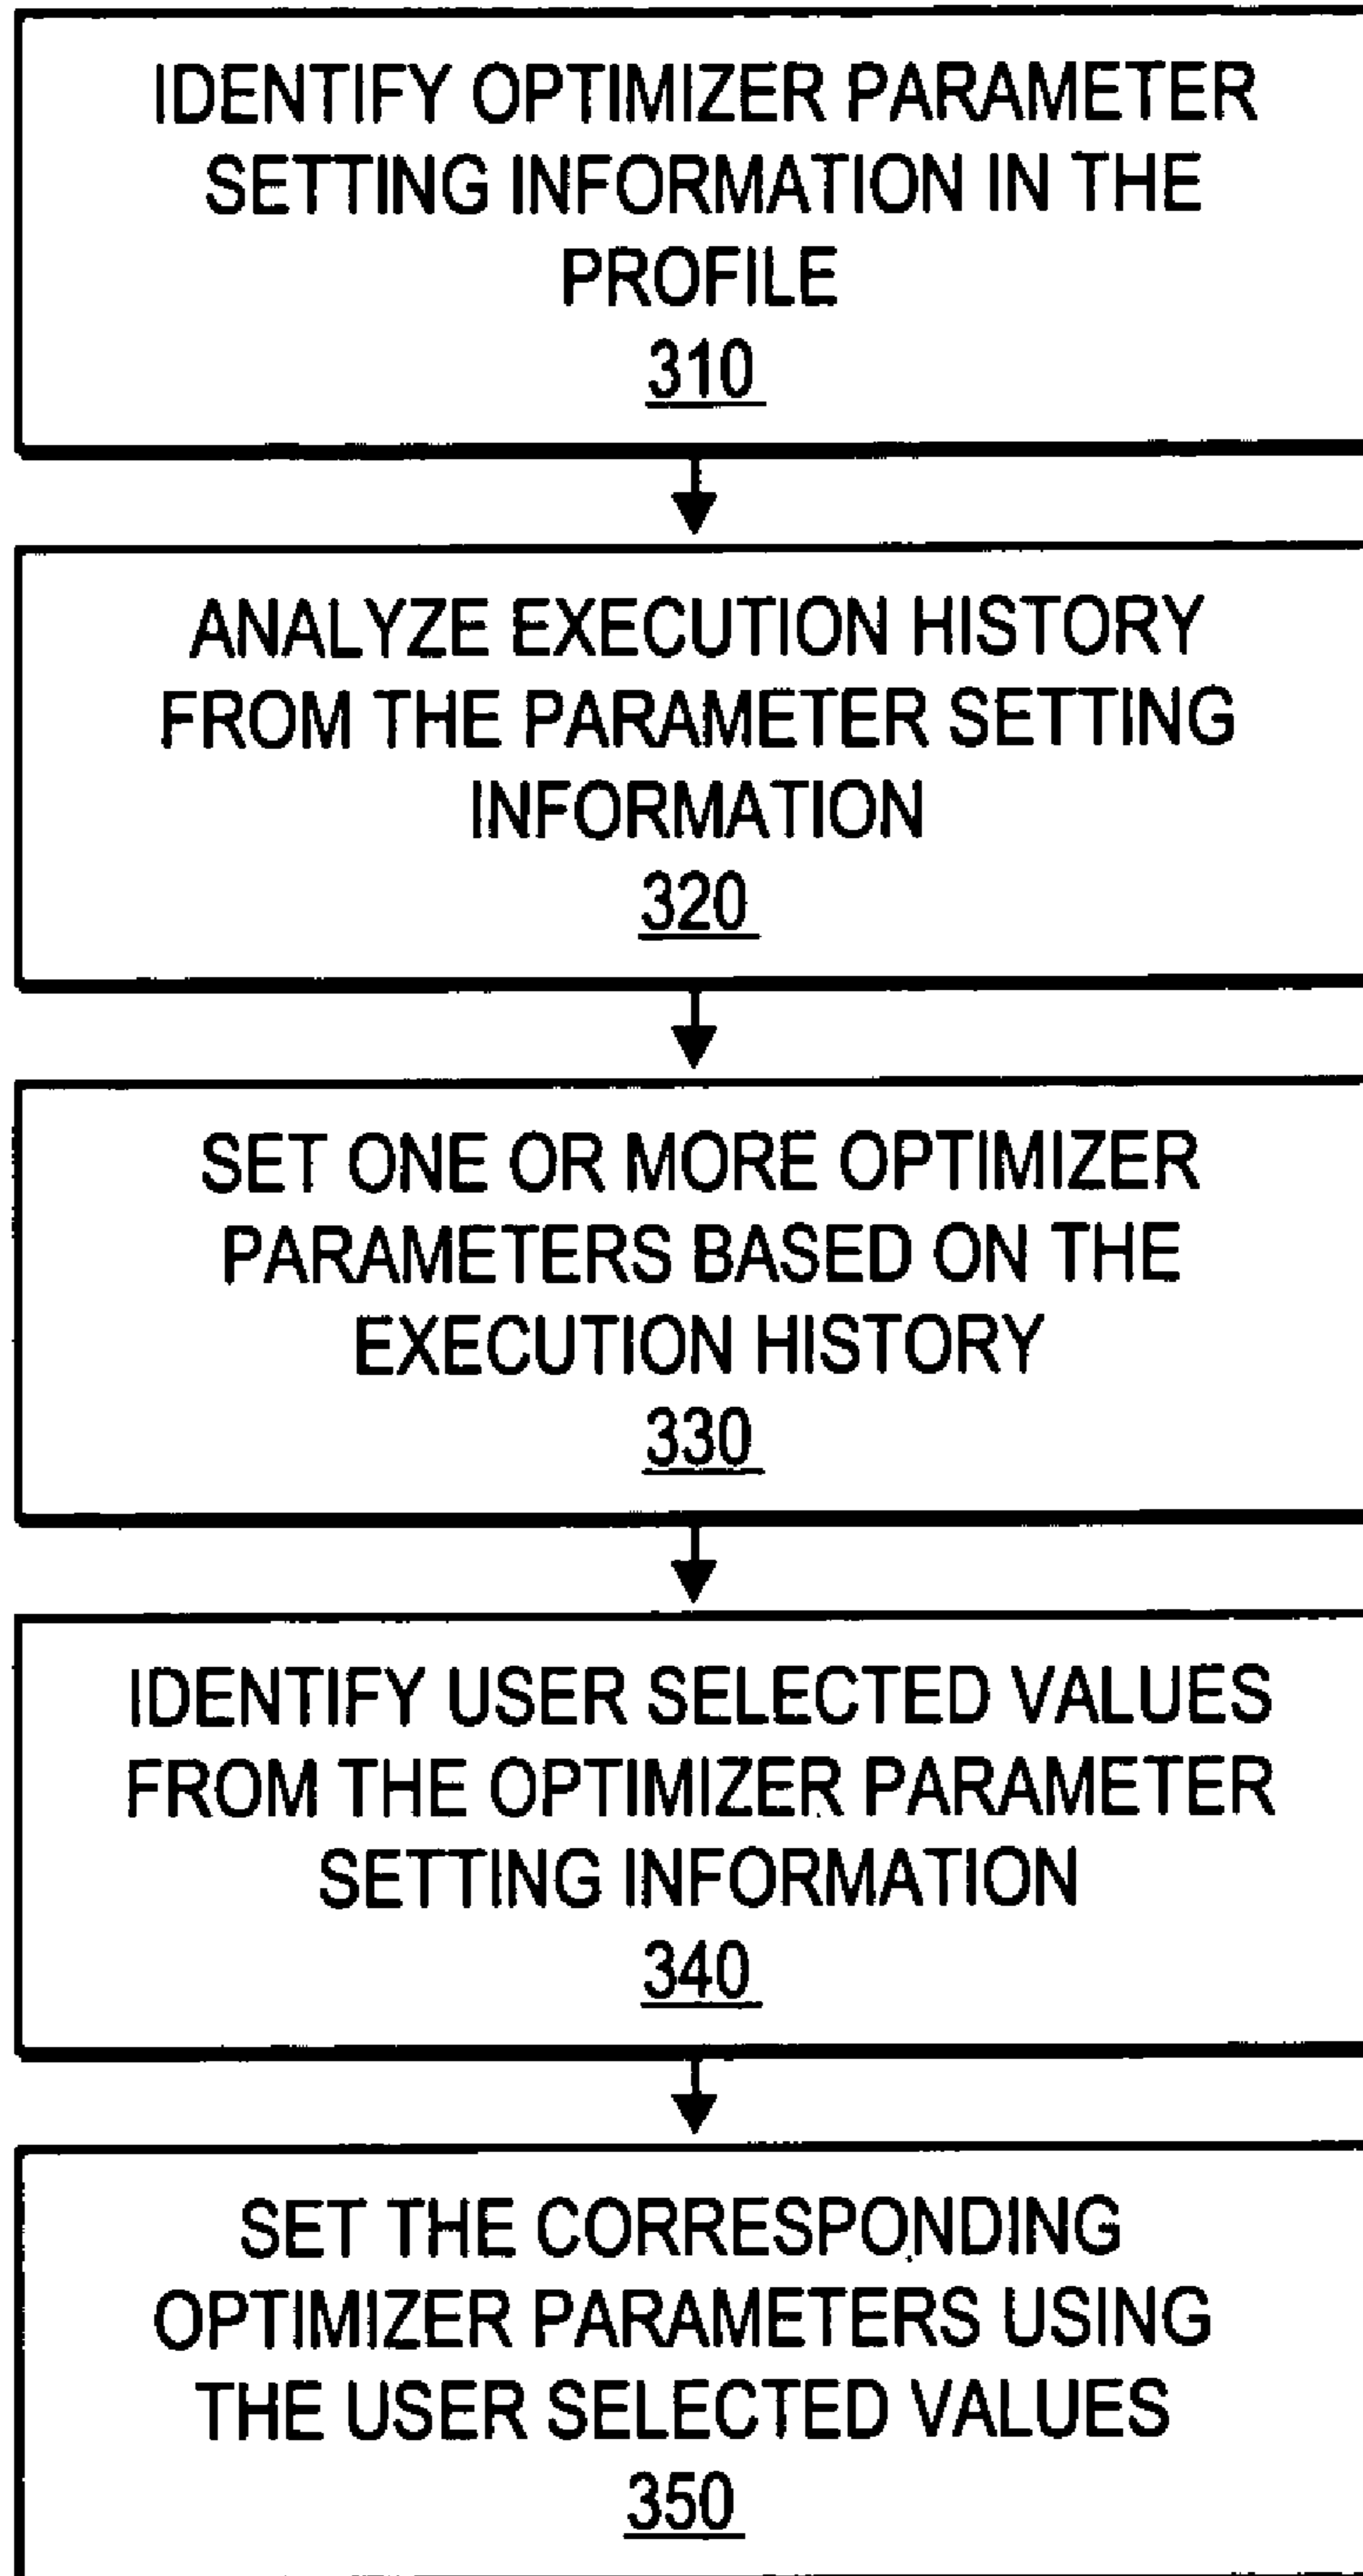 IDENTIFY OPTIMIZER PARAMETER
SETTING INFORMATION IN THE
PROFILE
310
ANALYZE EXECUTION HISTORY
FROM THE PARAMETER SETTING
INFORMATION
320
SET ONE OR MORE OPTIMIZER
PARAMETERS BASED ON THE
EXECUTION HISTORY
330
IDENTIFY USER SELECTED VALUES
FROM THE OPTIMIZER PARAMETER
SETTING INFORMATION
340
SET THE CORRESPONDING
OPTIMIZER PARAMETERS USING
THE USER SELECTED VALUES
350